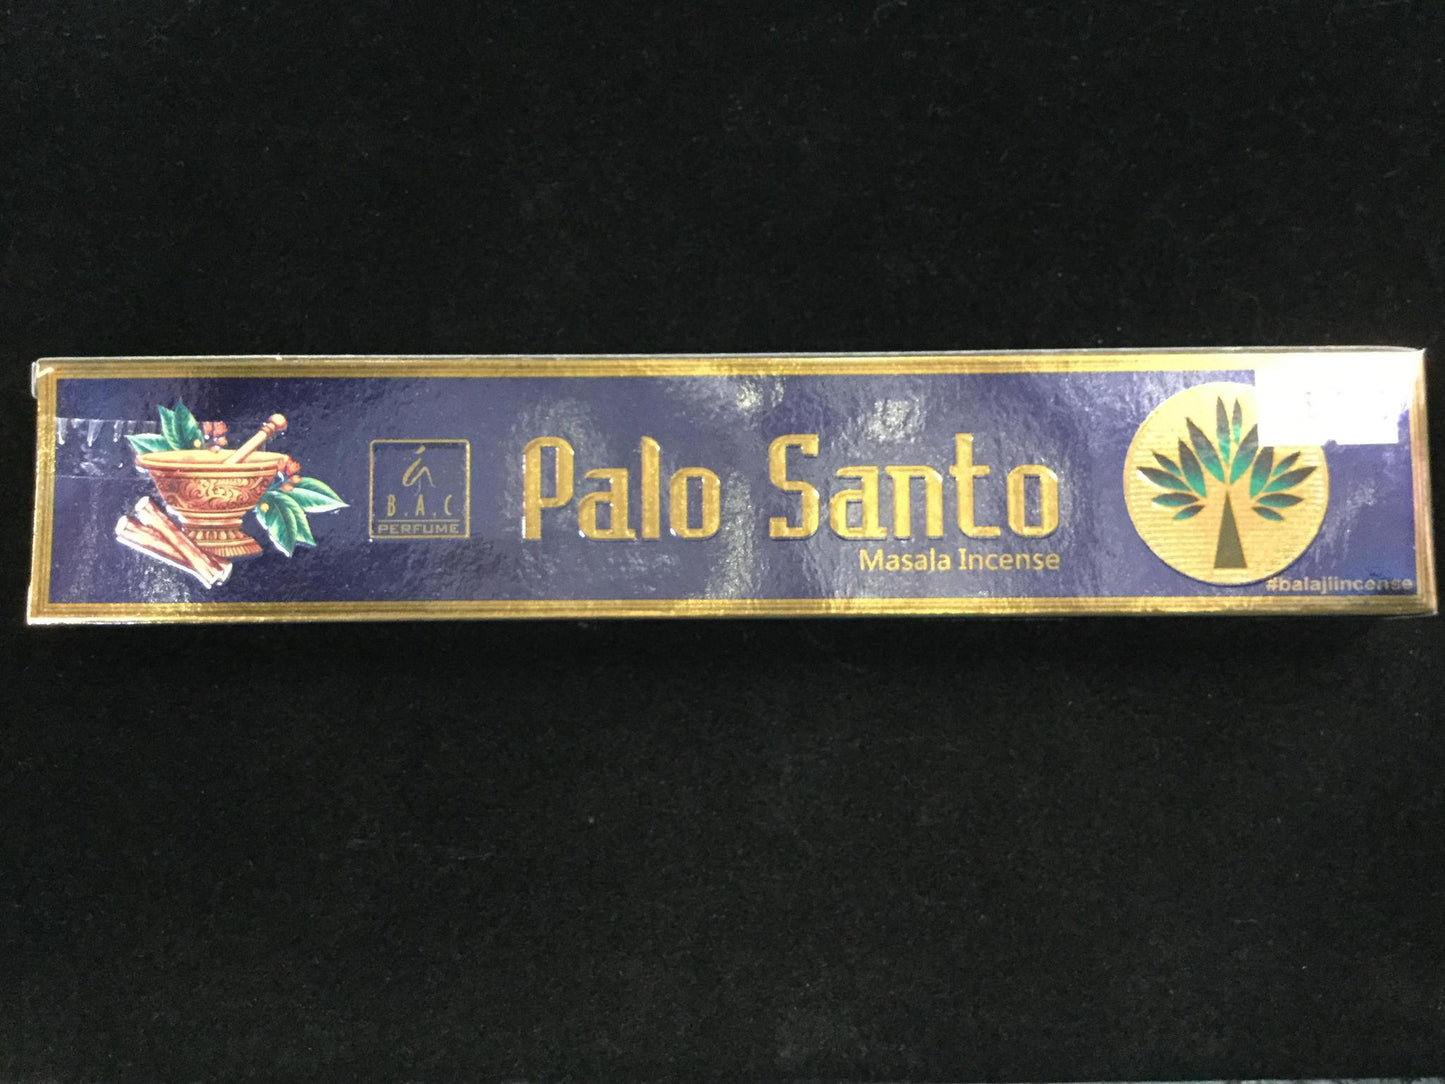 B.A.C
PERFUME
Palo Santo
Masala Incense
#balajiincense